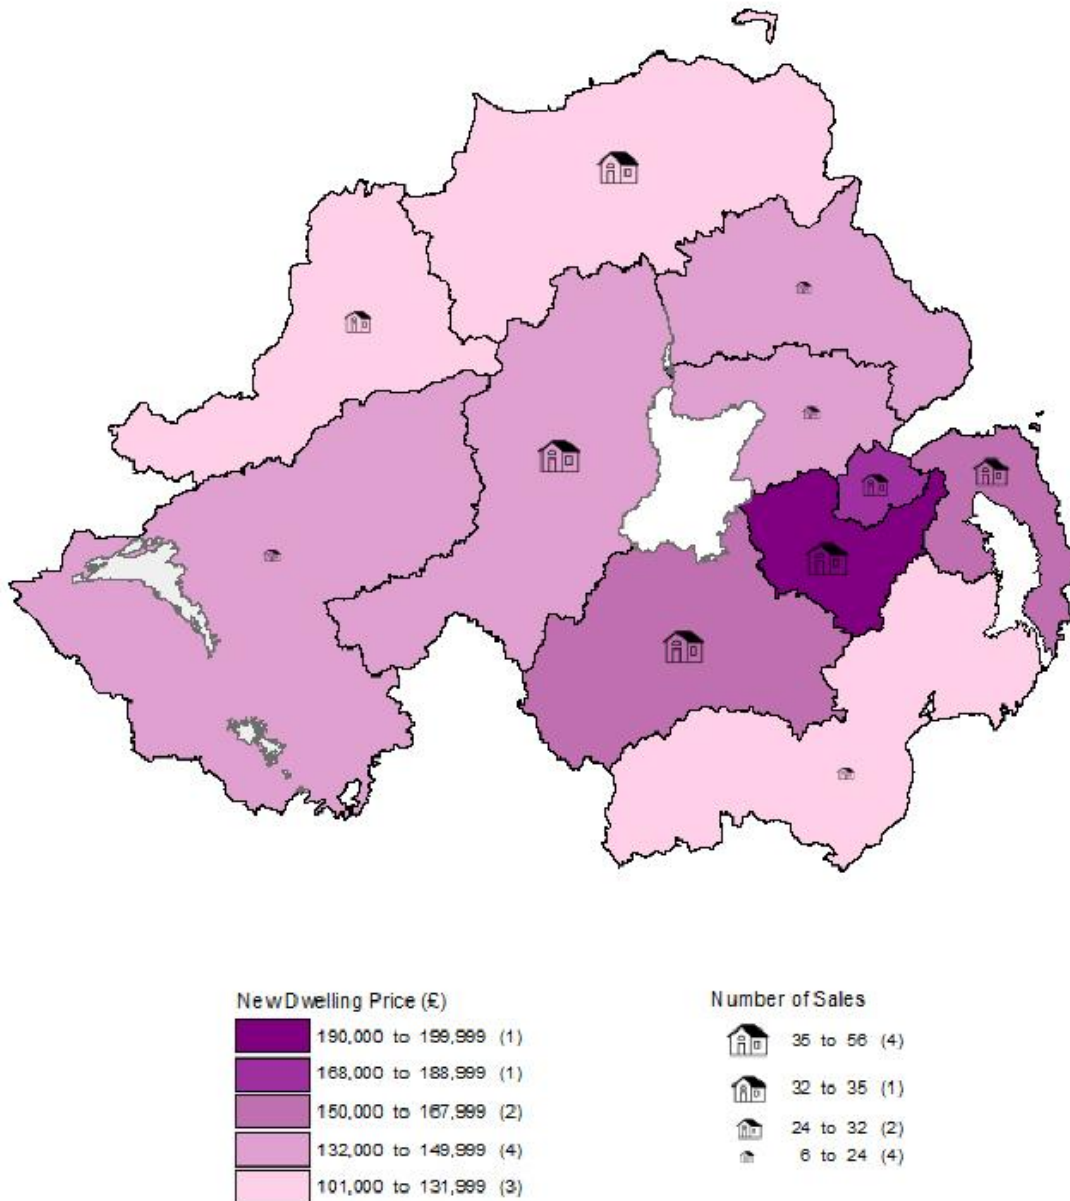 New Dwelling Price (£)
190,000 to 199,999 (1)
168,000 to 188,999 (1)
150,000 to 167,999 (2)
132,000 to 149,999 (4)
101,000 to 131,999 (3)
Number of Sales
35 to 56 (4)
32 to 35 (1)
24 to 32 (2)
6 to 24 (4)